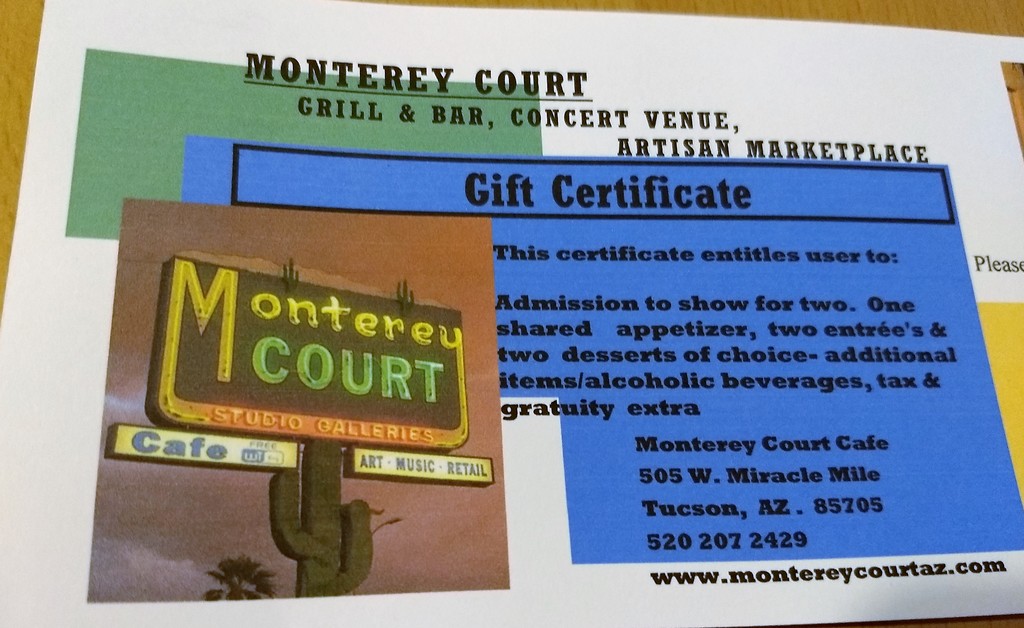 MONTEREY COURT
GRILL & BAR, CONCERT VENUE,
ARTISAN MARKETPLACE
Gift Certificate
This certificate entitles user to:
Please
Admission to show for two. One
shared appetizer, two entrée's &
two desserts of choice- additional
items/alcoholic beverages, tax &
gratuity extra
Monterey Court Cafe
505 W. Miracle Mile
Tucson, AZ. 85705
520 207 2429
www.montereycourtaz.com
Monterey
COURT
STUDIO GALLERIES
Cafe FREE
ART · MUSIC · RETAIL